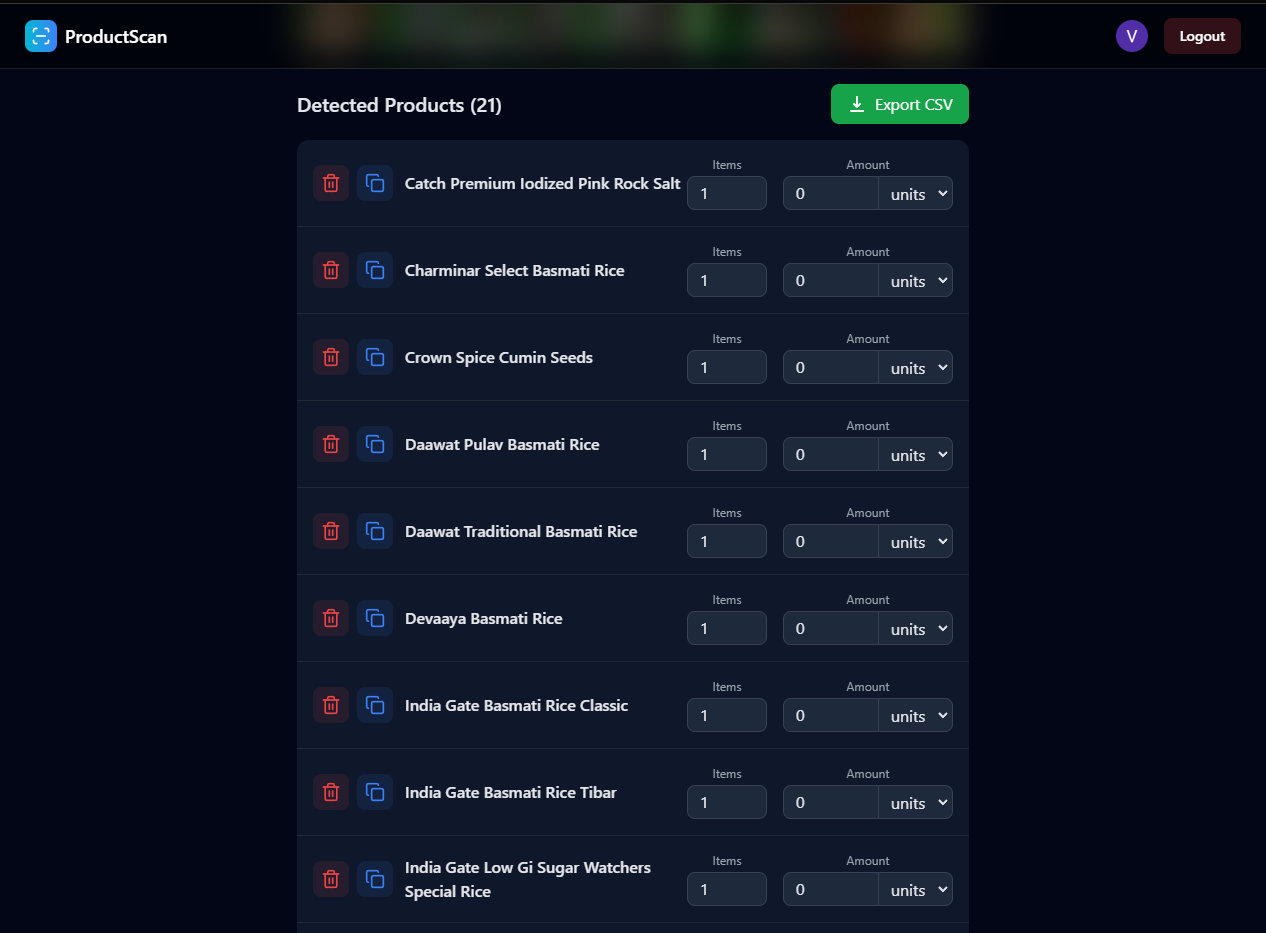 ProductScan
V
Logout
Detected Products (21)
Export CSV
Items
Amount
Catch Premium Iodized Pink Rock Salt
1
0
units
Items
Amount
Charminar Select Basmati Rice
1
0
units
Items
Amount
Crown Spice Cumin Seeds
1
0
units
Items
Amount
Daawat Pulav Basmati Rice
1
0
units
Items
Amount
Daawat Traditional Basmati Rice
1
0
units
Items
Amount
Devaaya Basmati Rice
1
0
units
Items
Amount
India Gate Basmati Rice Classic
1
0
units
Items
Amount
India Gate Basmati Rice Tibar
1
0
units
Items
Amount
India Gate Low Gi Sugar Watchers
Special Rice
1
0
units